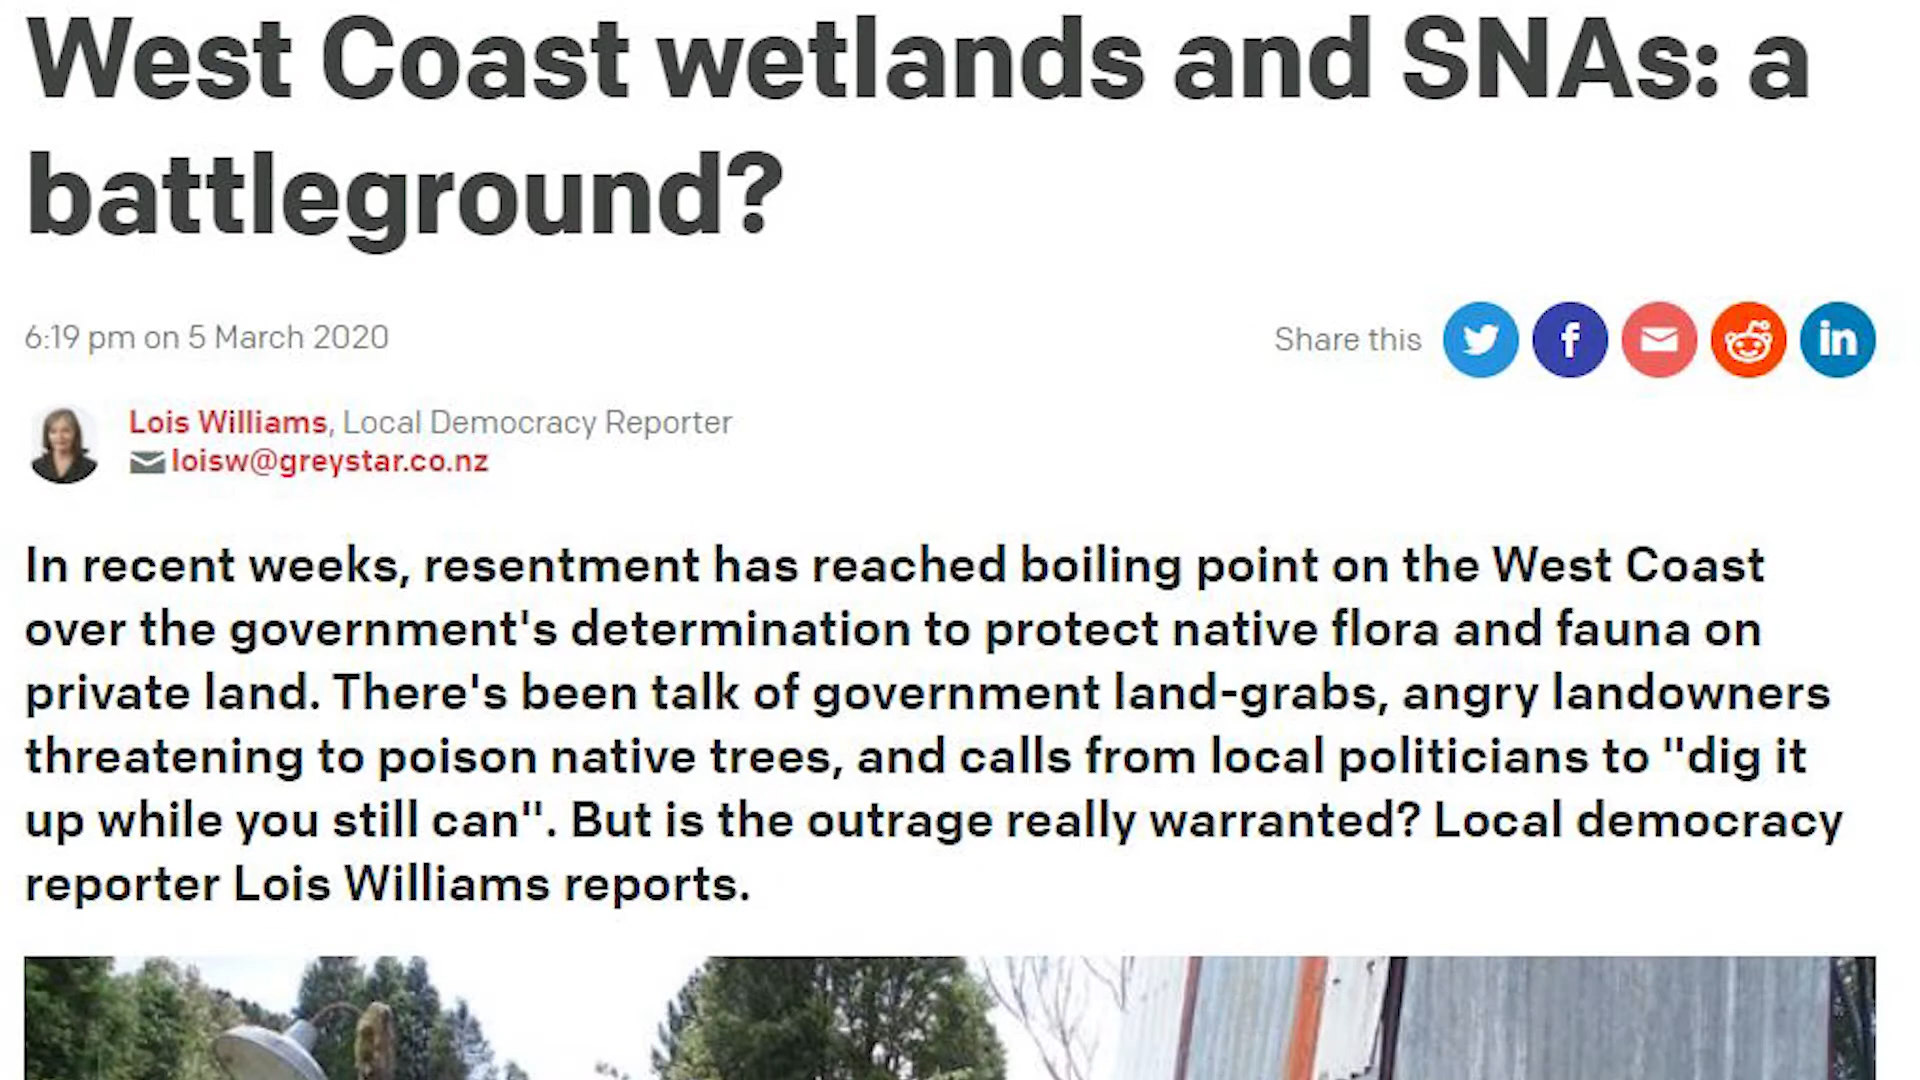 West Coast wetlands and SNAs: a
battleground?
6:19 pm on 5 March 2020
Share this
Lois Williams, Local Democracy Reporter
loisw@greystar.co.nz
In recent weeks, resentment has reached boiling point on the West Coast
over the government's determination to protect native flora and fauna on
private land. There's been talk of government land-grabs, angry landowners
threatening to poison native trees, and calls from local politicians to "dig it
up while you still can". But is the outrage really warranted? Local democracy
reporter Lois Williams reports.